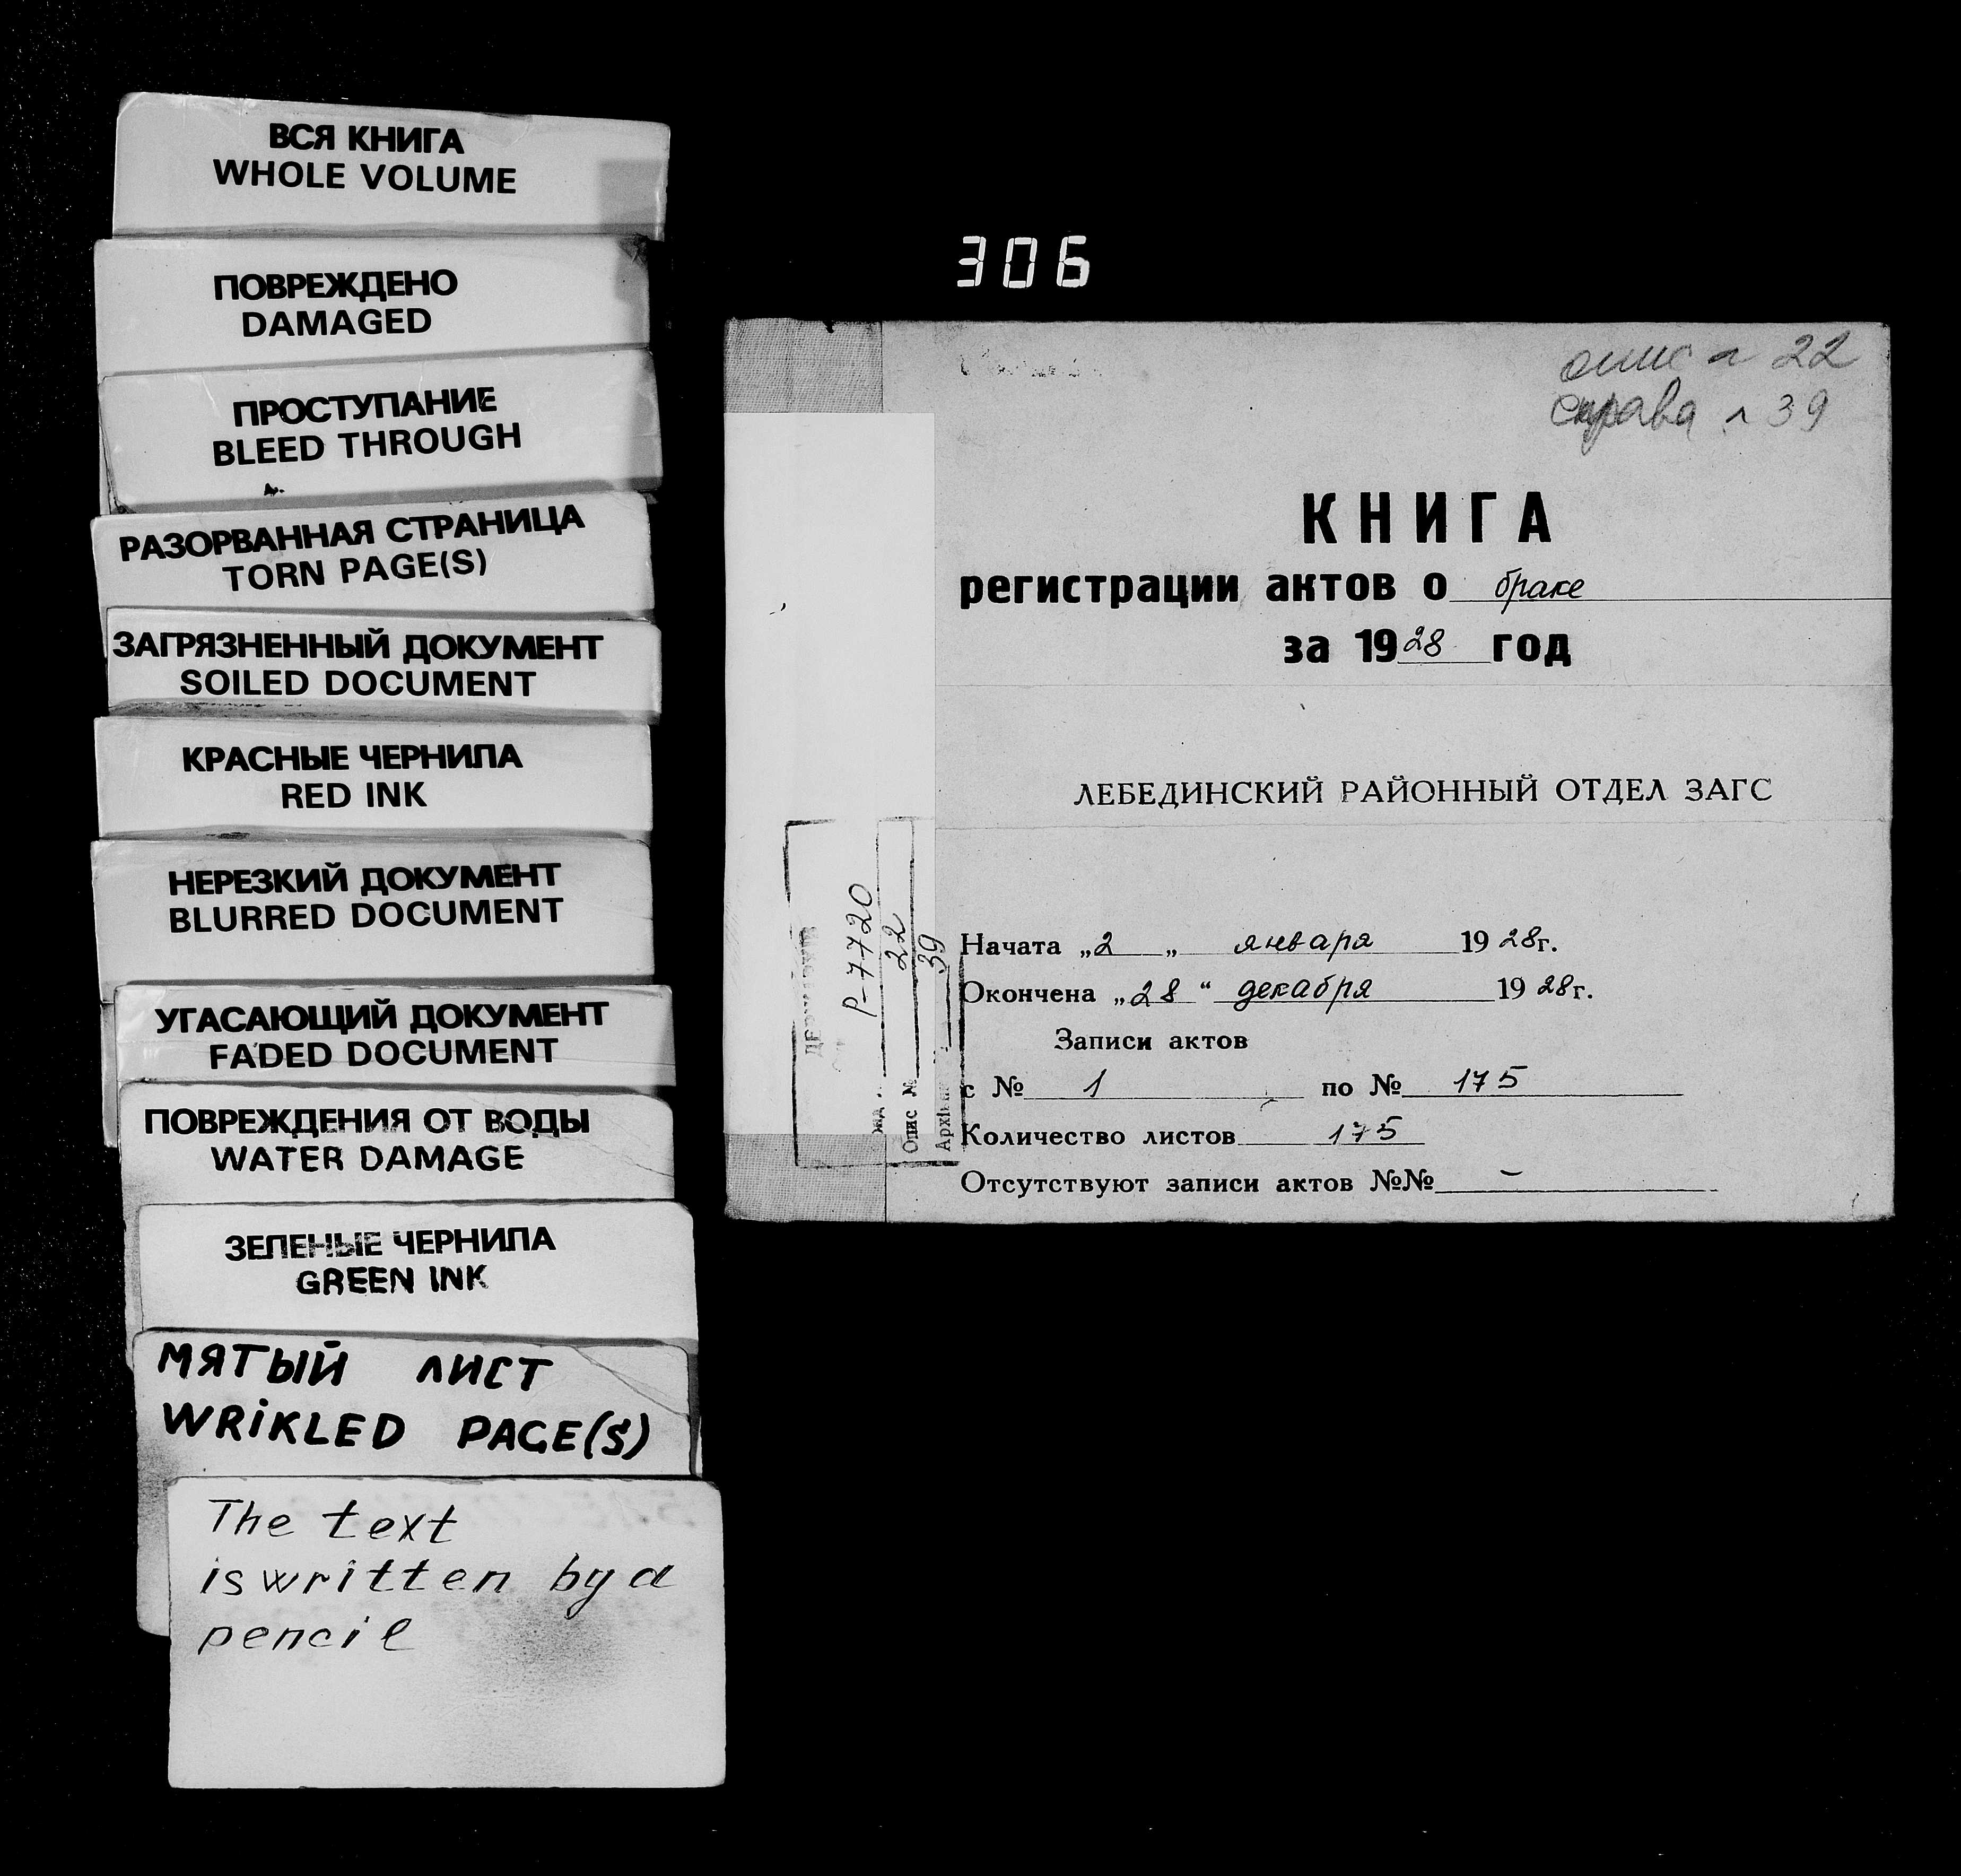 ВСЯ КНИГА
WHOLE VOLUME
ПОВРЕЖДЕНО
DAMAGED
ПРОСТУПАНИЕ
BLEED THROUGH
РАЗОРВАННАЯ СТРАНИЦА
TORN PAGE(S)
ЗАГРЯЗНЕННЫЙ ДОКУМЕНТ
SOILED DOCUMENT
КРАСНЫЕ ЧЕРНИЛА
RED INK
НЕРЕЗКИЙ ДОКУМЕНТ
BLURRED DOCUMENT
УГАСАЮЩИЙ ДОКУМЕНТ
FADED DOCUMENT
ПОВРЕЖДЕНИЯ ОТ ВОДЫ
WATER DAMAGE
ЗЕЛЕНЫЕ ЧЕРНИЛА
GREEN INK
МЯТЫЙ ЛИСТ
WRIKLED PAGE(S)
The text
is written by a
pencil
306
опис 22
справа 39
КНИГА
регистрации актов о браке
за 1928 год
ЛЕБЕДИНСКИЙ РАЙОННЫЙ ОТДЕЛ ЗАГС
Начата „2 „ января 1928г.
Окончена „28 “ декабря 1928г.
Записи актов
с № 1 по № 175
Количество листов 175
Отсутствуют записи актов №№ –
Р-7720
Опис № 22
39